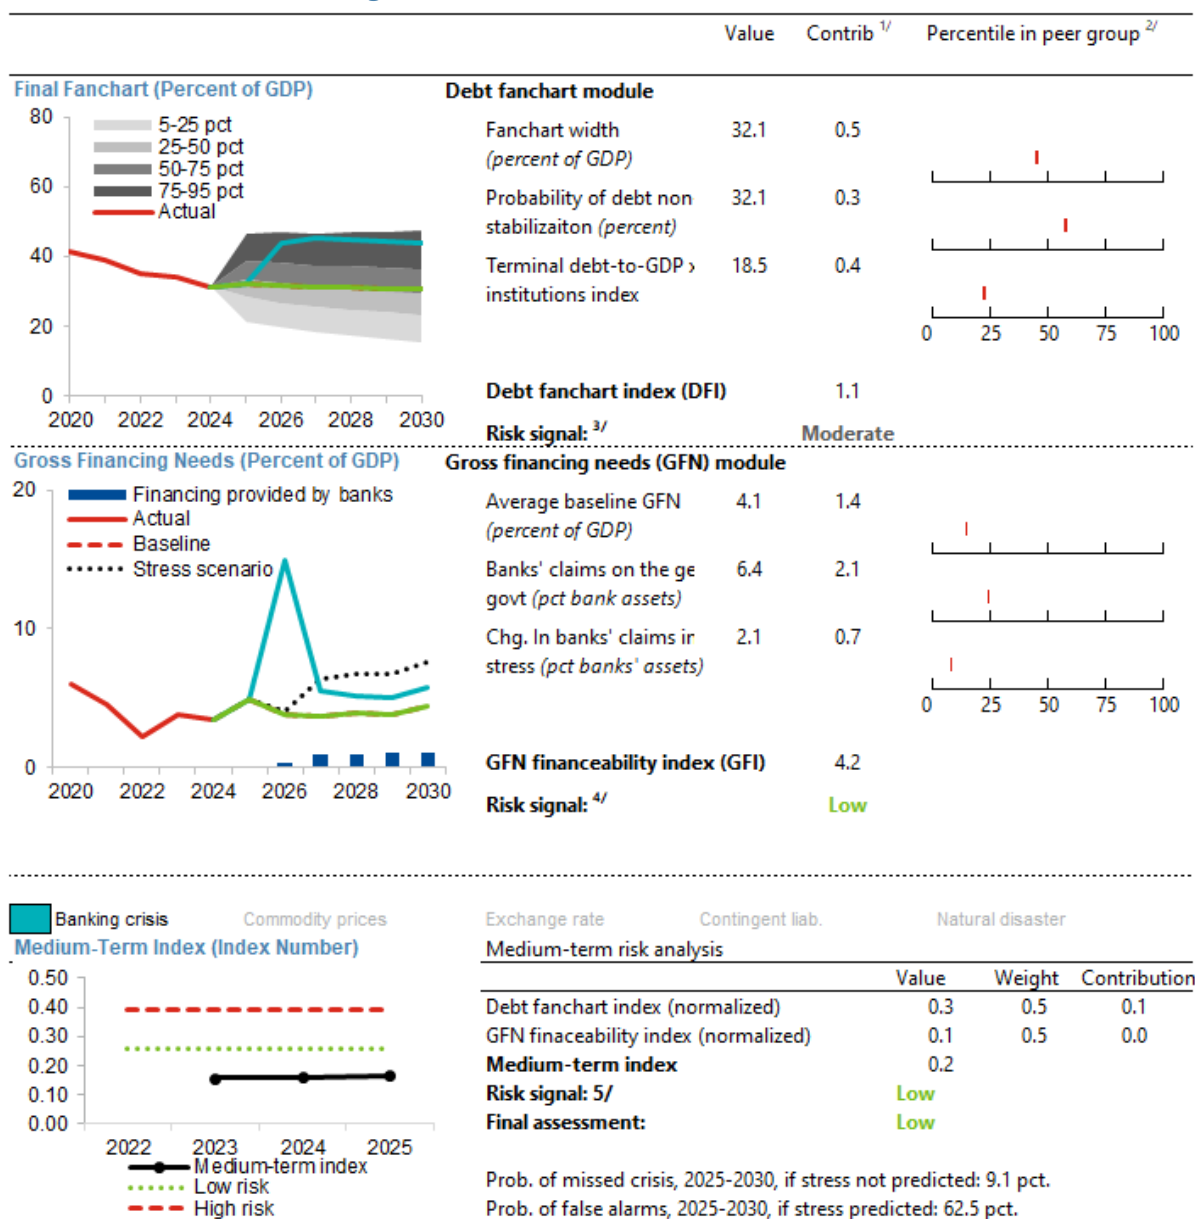 Value Contrib 1/ Percentile in peer group 2/
Final Fanchart (Percent of GDP)
80
60
40
20
0
5-25 pct
25-50 pct
50-75 pct
75-95 pct
Actual
2020 2022 2024 2026 2028 2030
Debt fanchart module
Fanchart width 32.1 0.5
(percent of GDP)
Probability of debt non 32.1 0.3
stabilizaiton (percent)
Terminal debt-to-GDP x 18.5 0.4
institutions index
0 25 50 75 100
Debt fanchart index (DFI) 1.1
Risk signal: 3/ Moderate
Gross Financing Needs (Percent of GDP)
20
10
0
Financing provided by banks
Actual
Baseline
Stress scenario
2020 2022 2024 2026 2028 2030
Gross financing needs (GFN) module
Average baseline GFN 4.1 1.4
(percent of GDP)
Banks' claims on the ge 6.4 2.1
govt (pct bank assets)
Chg. In banks' claims in 2.1 0.7
stress (pct banks' assets)
0 25 50 75 100
GFN financeability index (GFI) 4.2
Risk signal: 4/ Low
Banking crisis Commodity prices Exchange rate Contingent liab. Natural disaster
Medium-Term Index (Index Number)
0.50
0.40
0.30
0.20
0.10
0.00
2022 2023 2024 2025
Medium-term index
Low risk
High risk
Medium-term risk analysis
Value Weight Contribution
Debt fanchart index (normalized) 0.3 0.5 0.1
GFN finaceability index (normalized) 0.1 0.5 0.0
Medium-term index 0.2
Risk signal: 5/ Low
Final assessment: Low
Prob. of missed crisis, 2025-2030, if stress not predicted: 9.1 pct.
Prob. of false alarms, 2025-2030, if stress predicted: 62.5 pct.